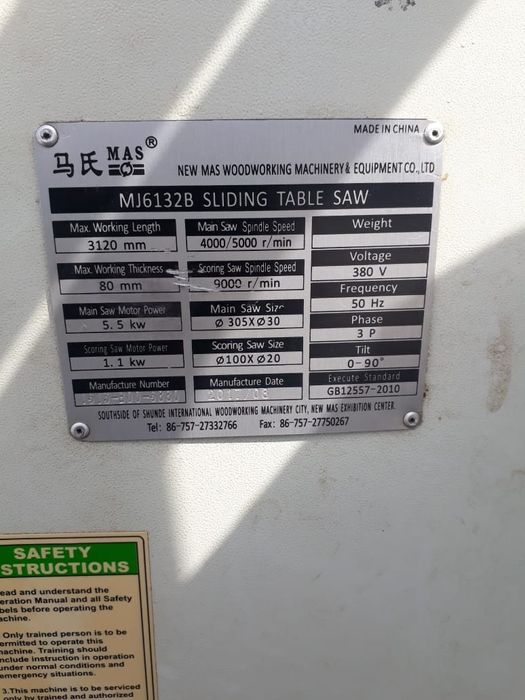 MADE IN CHINA
马氏 MAS®
NEW MAS WOODWORKING MACHINERY& EQUIPMENT CO.,LTD
MJ6132B SLIDING TABLE SAW
Max. Working Length
3120 mm
Max. Working Thickness
80 mm
Main Saw Motor Power
5.5 kw
Scoring Saw Motor Power
1.1 kw
Manufacture Number
Main Saw Spindle Speed
4000/5000 r/min
Scoring Saw Spindle Speed
9000 r/min
Main Saw Size
Ø 305XØ30
Scoring Saw Size
Ø100XØ20
Manufacture Date
Weight
Voltage
380 V
Frequency
50 Hz
Phase
3 P
Tilt
0-90°
Execute Standard
GB12557-2010
SOUTHSIDE OF SHUNDE INTERNATIONAL WOODWORKING MACHINERY CITY, NEW MAS EXHIBITION CENTER.
Tel: 86-757-27332766 Fax: 86-757-27750267
SAFETY
STRUCTIONS
ead and understand the
eration Manual and all Safety
bels before operating the
achine.
Only trained person is to be
ermitted to operate this
machine. Training should
nclude instruction in operation
under normal conditions and
emergency situations.
3.This machine is to be serviced
only by trained and authorized